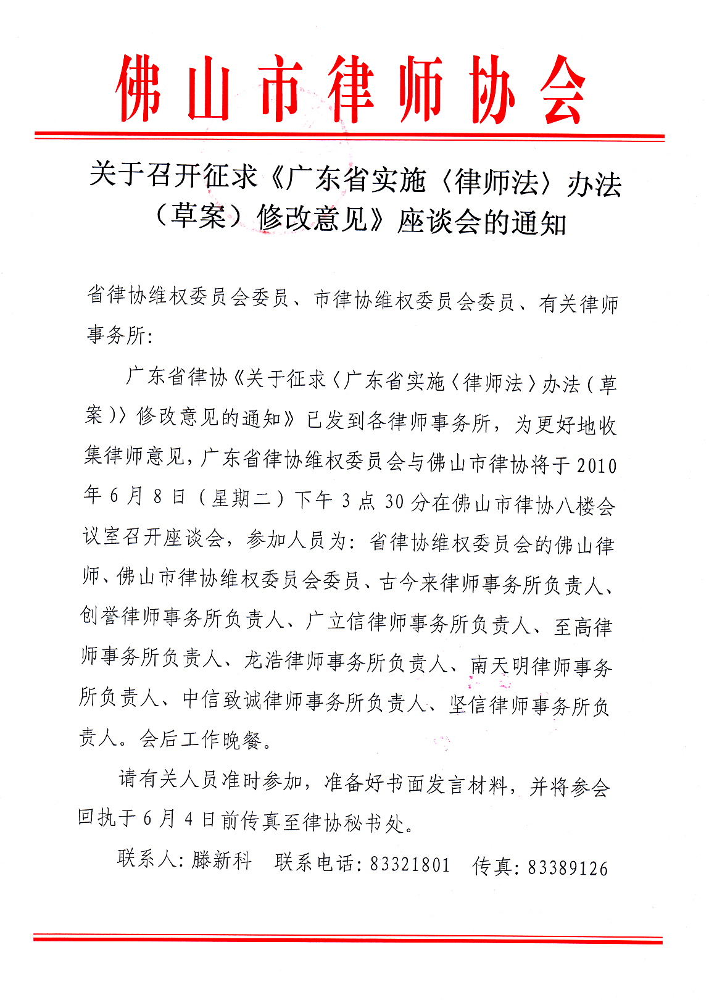 佛山市律师协会
关于召开征求《广东省实施〈律师法〉办法
（草案）修改意见》座谈会的通知
省律协维权委员会委员、市律协维权委员会委员、有关律师
事务所：
广东省律协《关于征求〈广东省实施〈律师法〉办法（草
案)〉修改意见的通知》已发到各律师事务所，为更好地收
集律师意见，广东省律协维权委员会与佛山市律协将于 2010
年 6 月 8 日（星期二）下午 3 点 30 分在佛山市律协八楼会
议室召开座谈会，参加人员为：省律协维权委员会的佛山律
师、佛山市律协维权委员会委员、古今来律师事务所负责人、
创誉律师事务所负责人、广立信律师事务所负责人、至高律
师事务所负责人、龙浩律师事务所负责人、南天明律师事务
所负责人、中信致诚律师事务所负责人、坚信律师事务所负
责人。会后工作晚餐。
请有关人员准时参加，准备好书面发言材料，并将参会
回执于 6 月 4 日前传真至律协秘书处。
联系人：滕新科 联系电话：83321801 传真：83389126